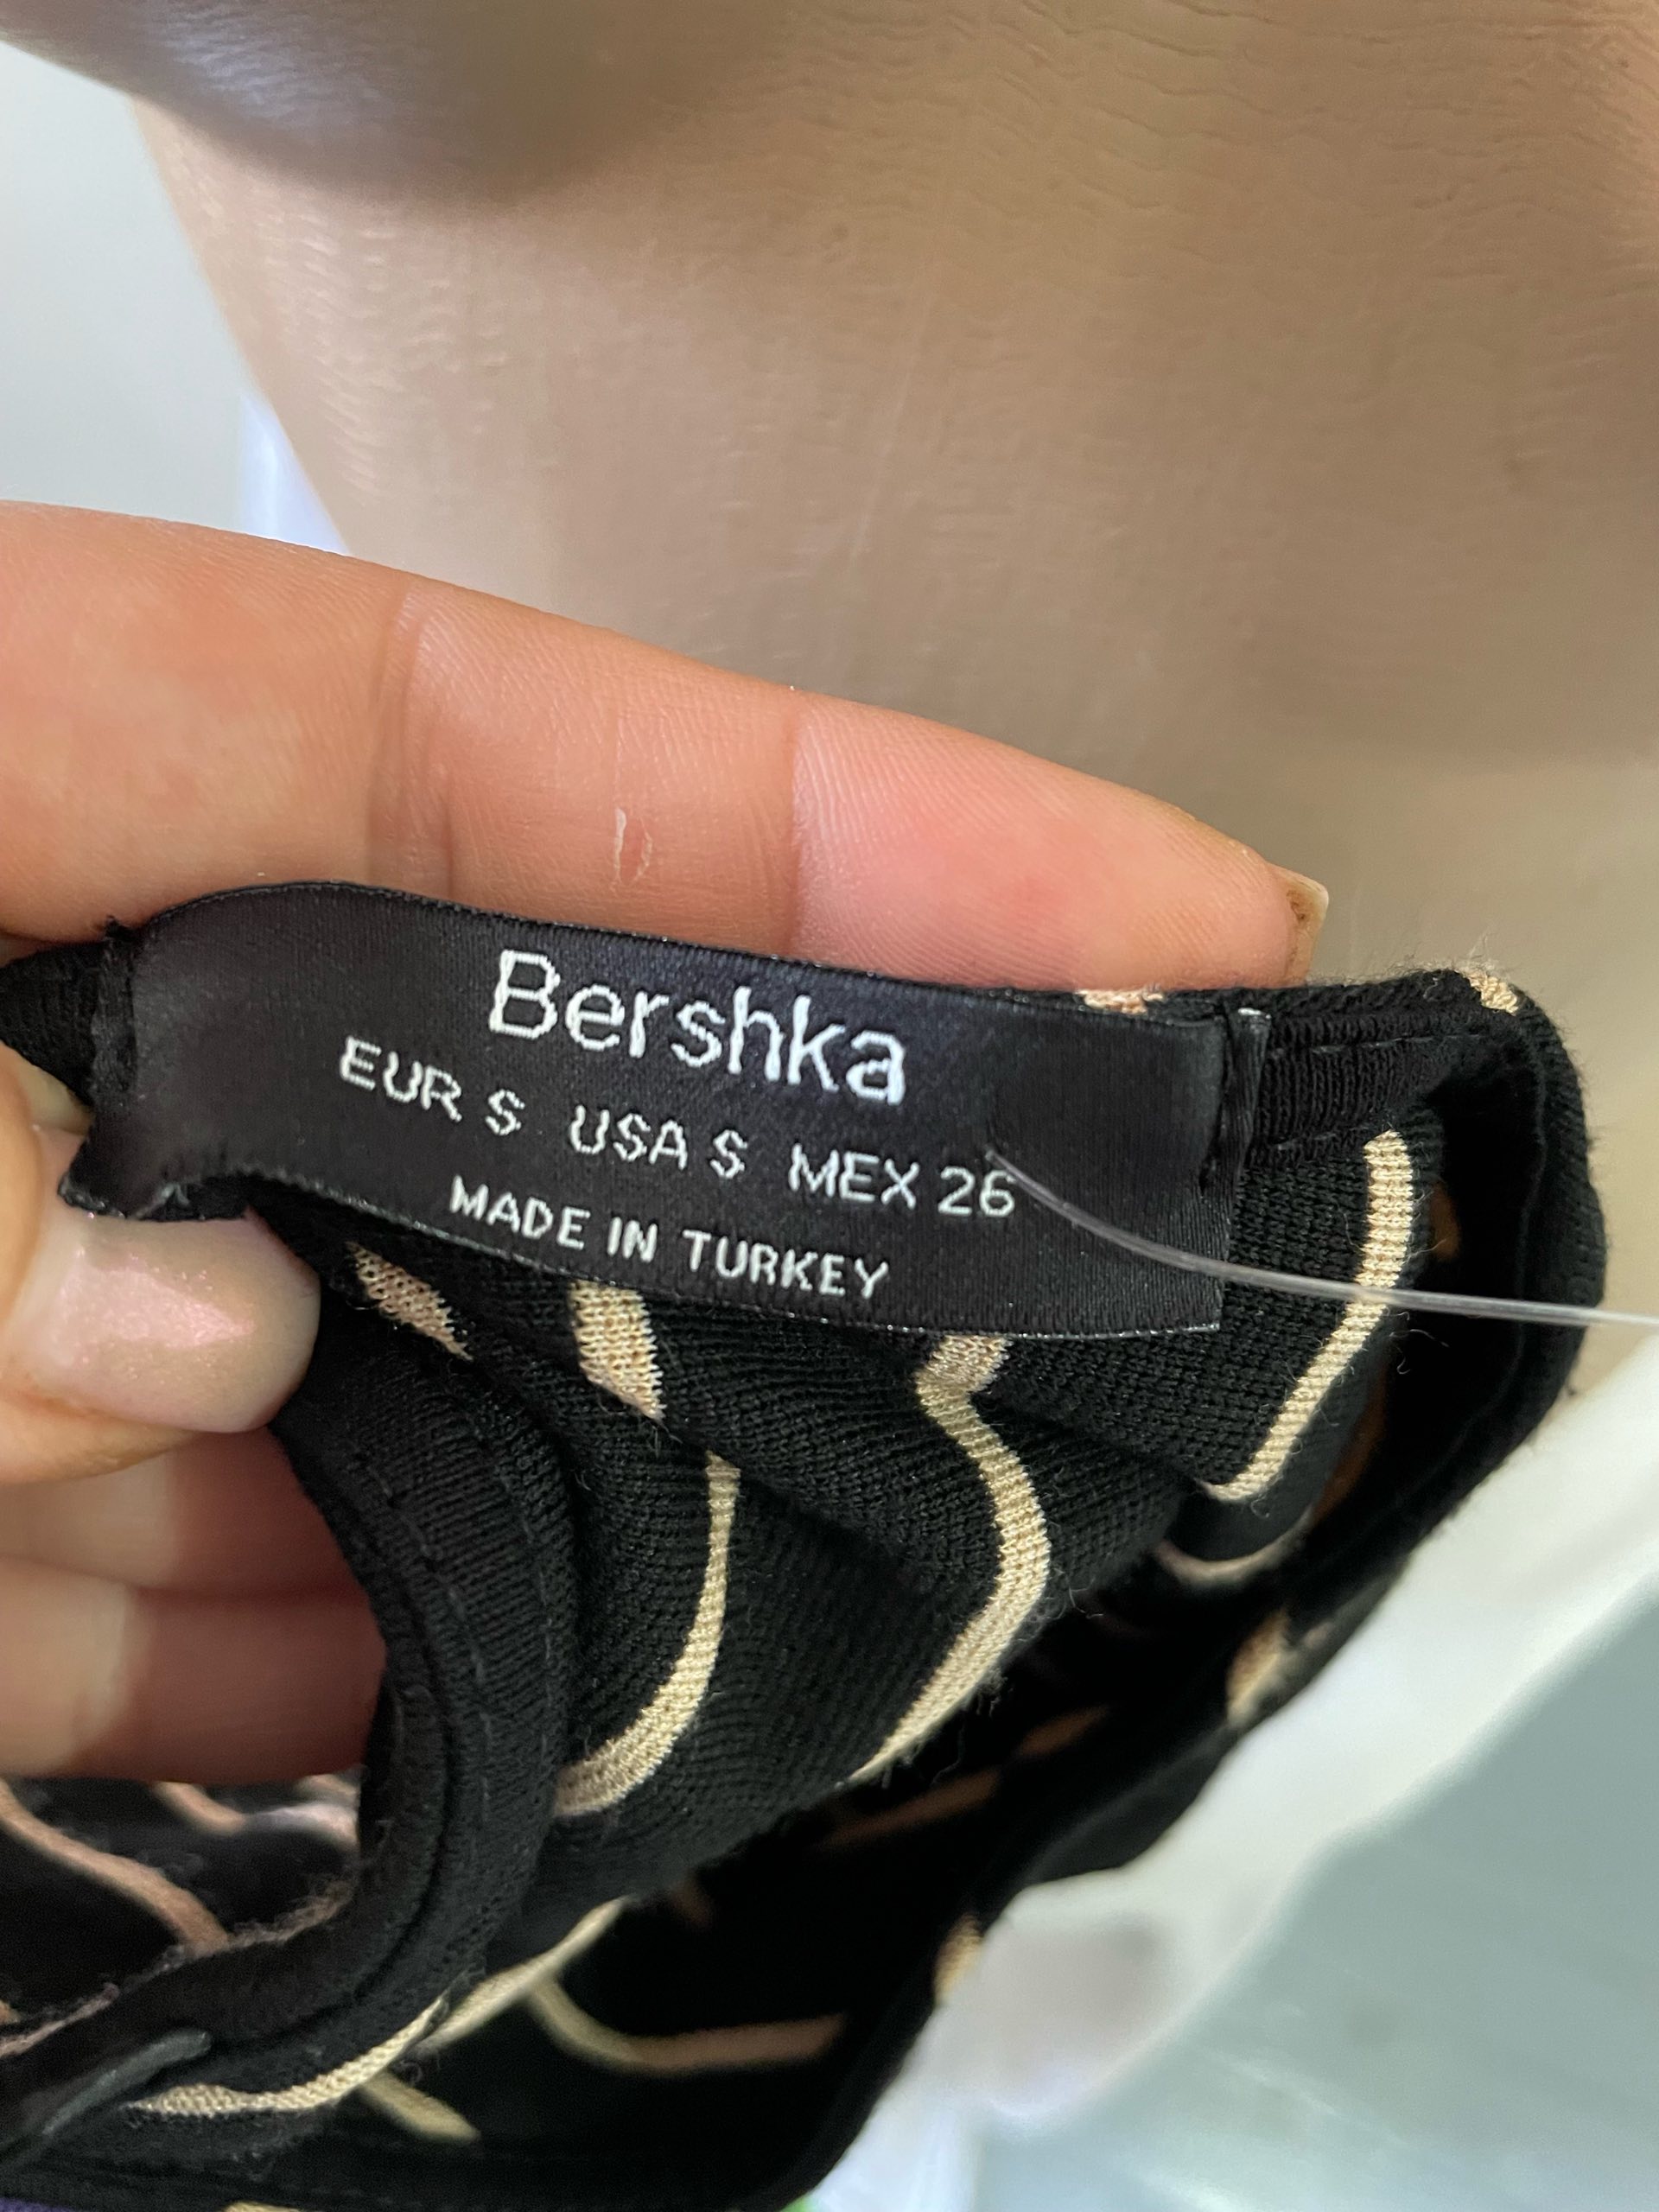 Bershka
EUR S USA S MEX 26
MADE IN TURKEY